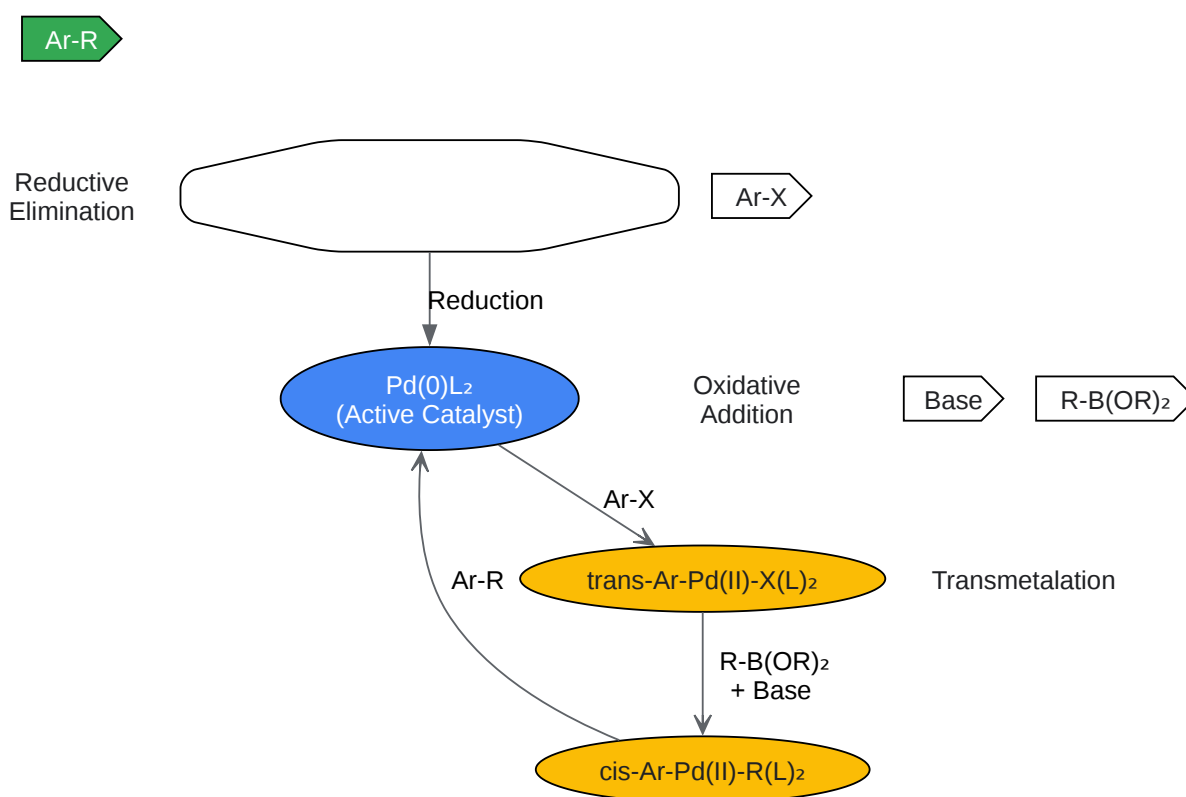 Ar-R
Reductive
Elimination
Ar-X
Reduction
Pd(0)L₂
(Active Catalyst)
Oxidative
Addition
Base
R-B(OR)₂
Ar-X
Ar-R
trans-Ar-Pd(II)-X(L)₂
Transmetalation
R-B(OR)₂
+ Base
cis-Ar-Pd(II)-R(L)₂